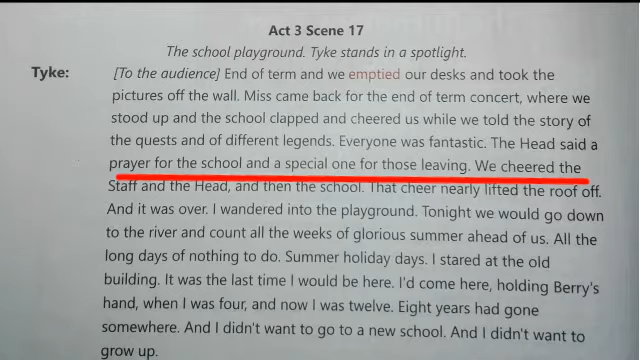 Act 3 Scene 17
The school playground. Tyke stands in a spotlight.
Tyke: [To the audience] End of term and we emptied our desks and took the
pictures off the wall. Miss came back for the end of term concert, where we
stood up and the school clapped and cheered us while we told the story of
the quests and of different legends. Everyone was fantastic. The Head said a
prayer for the school and a special one for those leaving. We cheered the
Staff and the Head, and then the school. That cheer nearly lifted the roof off.
And it was over. I wandered into the playground. Tonight we would go down
to the river and count all the weeks of glorious summer ahead of us. All the
long days of nothing to do. Summer holiday days. I stared at the old
building. It was the last time I would be here. I'd come here, holding Berry's
hand, when I was four, and now I was twelve. Eight years had gone
somewhere. And I didn't want to go to a new school. And I didn't want to
grow up.